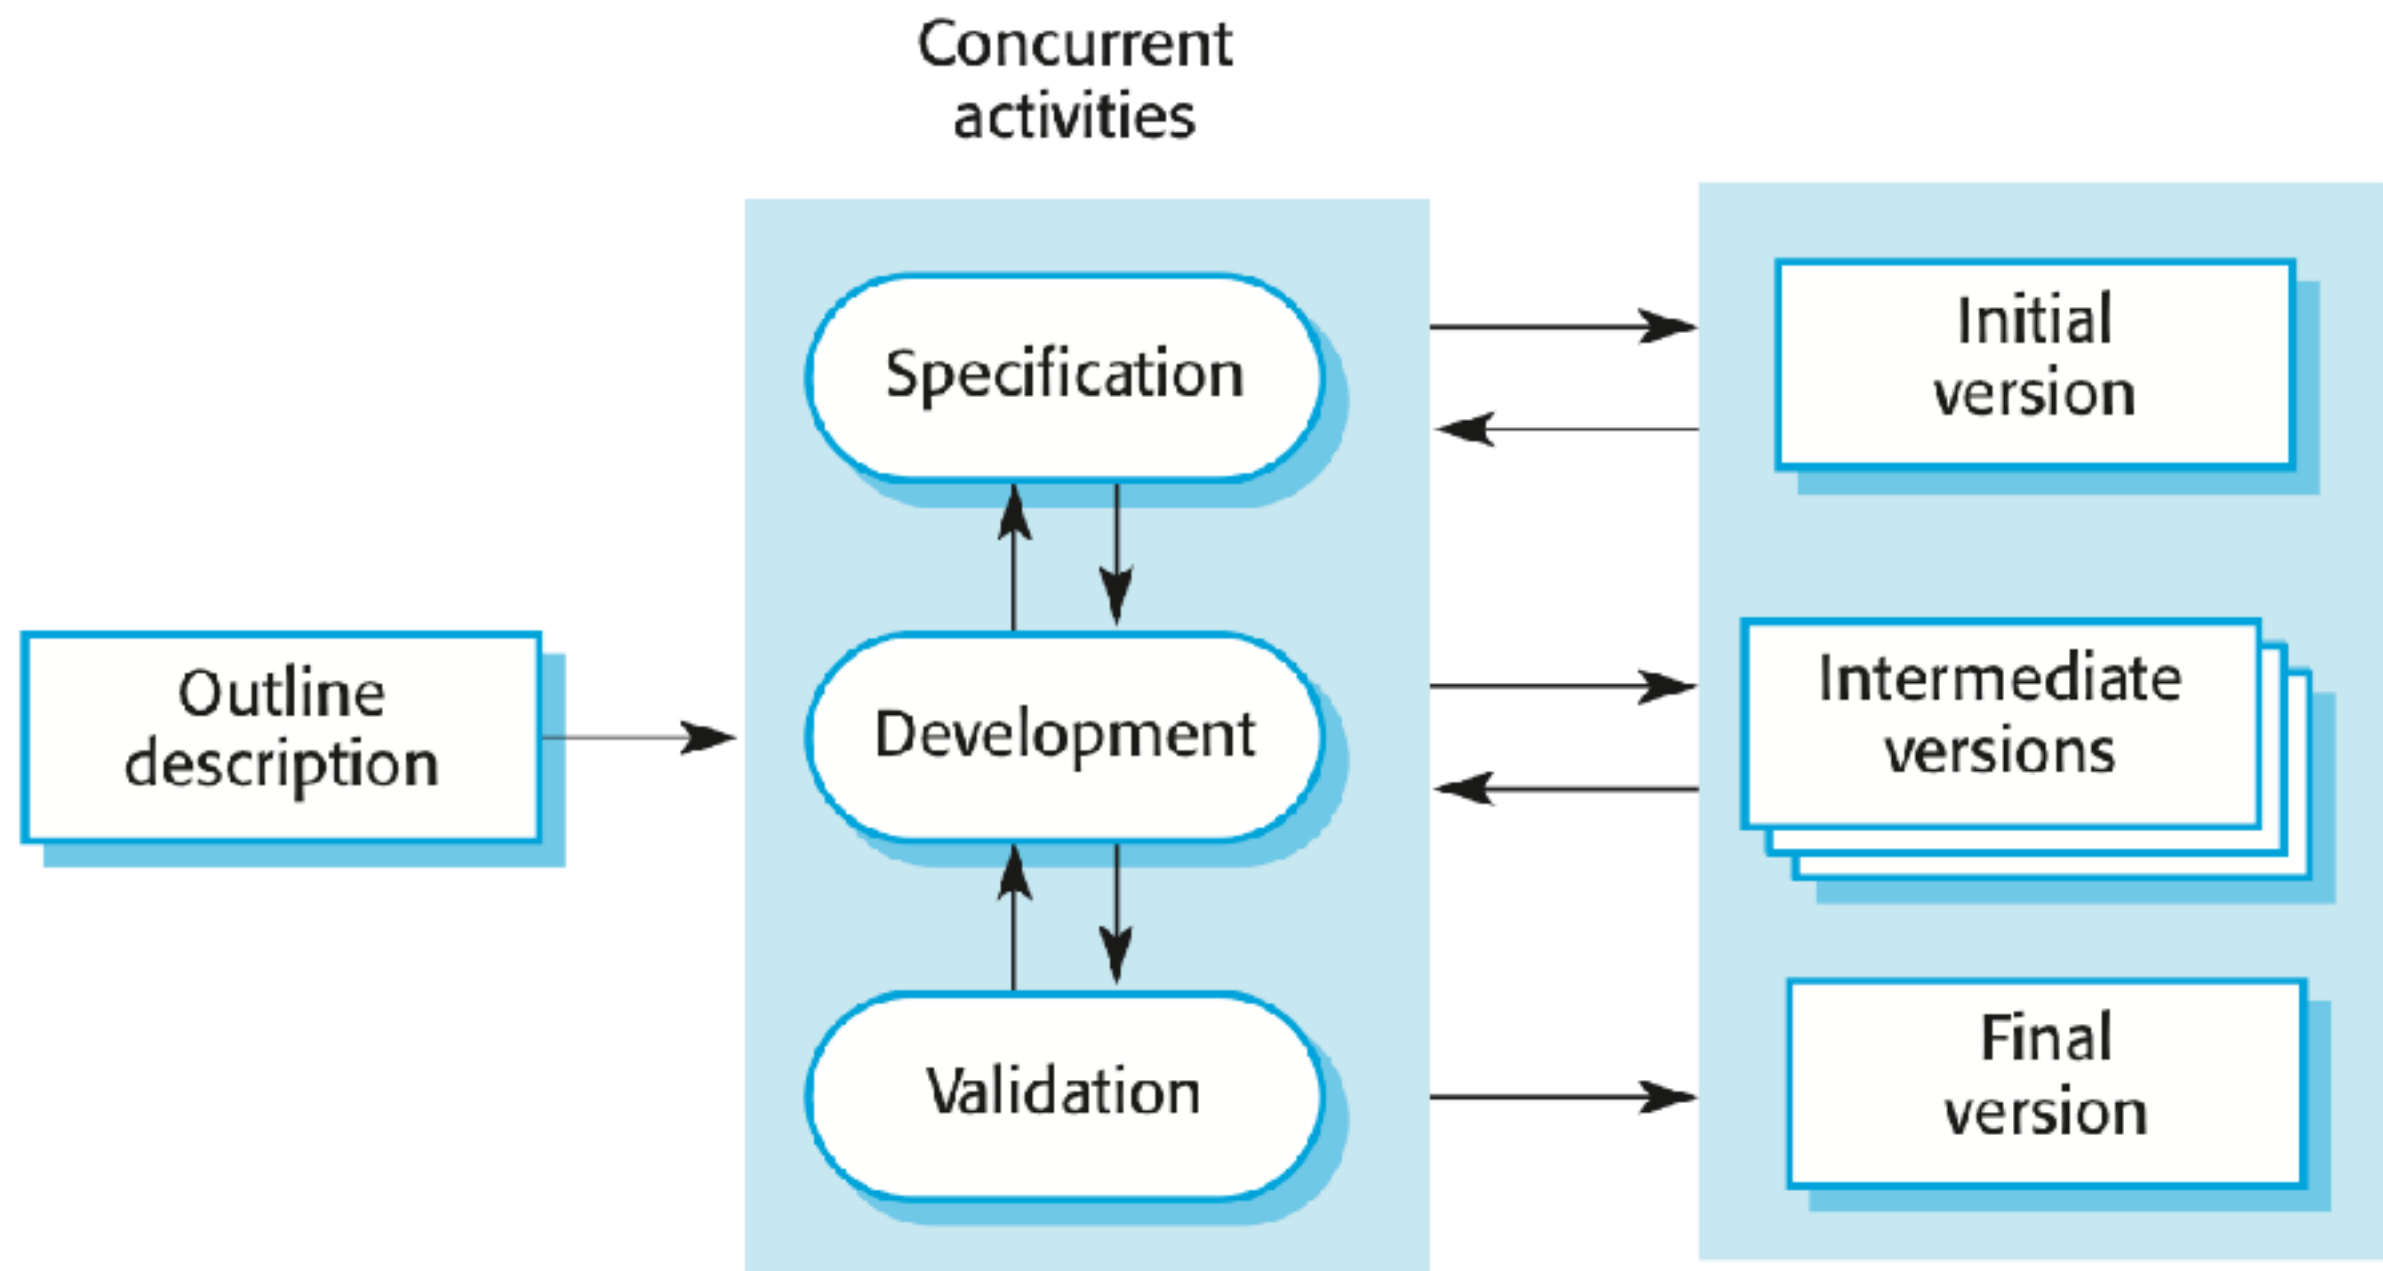 Concurrent
activities
Outline
description
Specification
Development
Validation
Initial
version
Intermediate
versions
Final
version